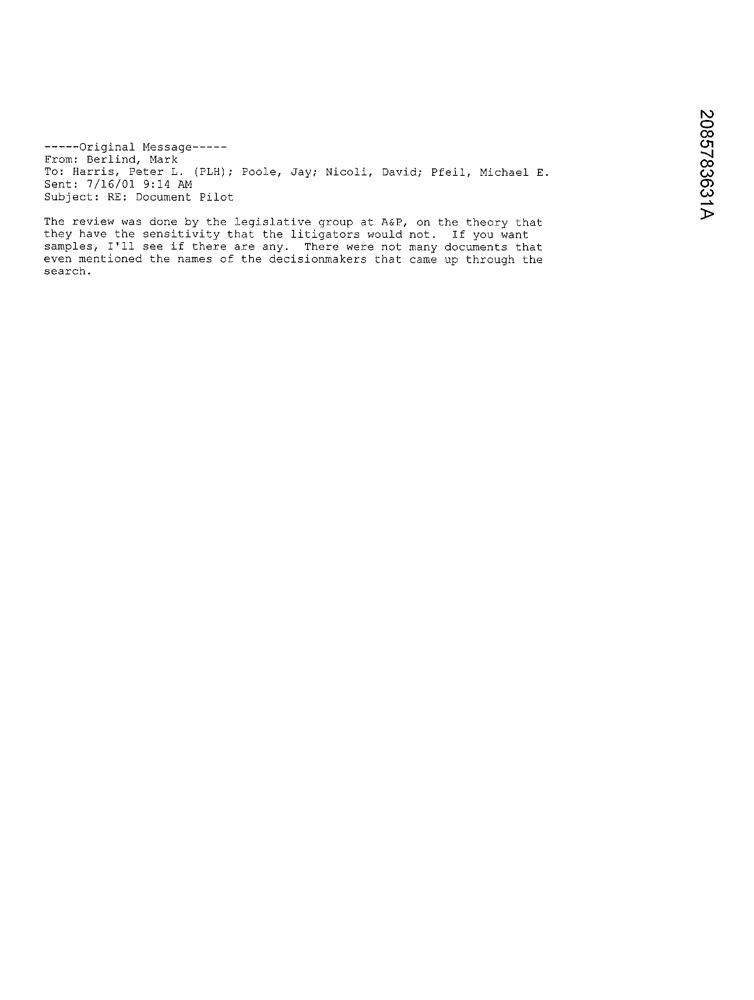 -----Original Message-----
From: Berlind, Mark
To: Harris, Peter L. (PLH); Poole, Jay; Nicoli, David; Pfeil, Michael E.
Sent: 7/16/01 9:14 AM
Subject: RE: Document Pilot
The review was done by the legislative group at A&P, on the theory that
they have the sensitivity that the litigators would not.  If you want
samples, I'll see if there are any.  There were not many documents that
even mentioned the names of the decisionmakers that came up through the
search.
2085783631A